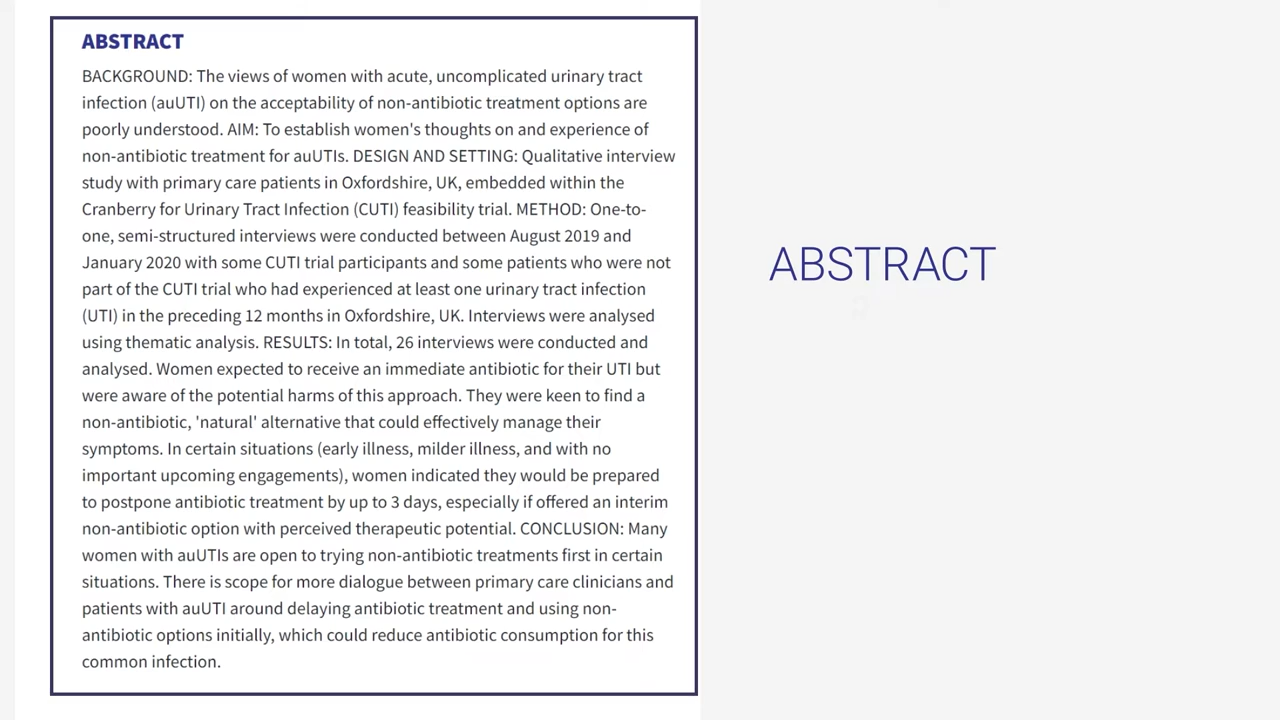 ABSTRACT
BACKGROUND: The views of women with acute, uncomplicated urinary tract
infection (auUTI) on the acceptability of non-antibiotic treatment options are
poorly understood. AIM: To establish women's thoughts on and experience of
non-antibiotic treatment for auUTIs. DESIGN AND SETTING: Qualitative interview
study with primary care patients in Oxfordshire, UK, embedded within the
Cranberry for Urinary Tract Infection (CUTI) feasibility trial. METHOD: One-to-
one, semi-structured interviews were conducted between August 2019 and
January 2020 with some CUTI trial participants and some patients who were not
part of the CUTI trial who had experienced at least one urinary tract infection
(UTI) in the preceding 12 months in Oxfordshire, UK. Interviews were analysed
using thematic analysis. RESULTS: In total, 26 interviews were conducted and
analysed. Women expected to receive an immediate antibiotic for their UTI but
were aware of the potential harms of this approach. They were keen to find a
non-antibiotic, 'natural' alternative that could effectively manage their
symptoms. In certain situations (early illness, milder illness, and with no
important upcoming engagements), women indicated they would be prepared
to postpone antibiotic treatment by up to 3 days, especially if offered an interim
non-antibiotic option with perceived therapeutic potential. CONCLUSION: Many
women with auUTIs are open to trying non-antibiotic treatments first in certain
situations. There is scope for more dialogue between primary care clinicians and
patients with auUTI around delaying antibiotic treatment and using non-
antibiotic options initially, which could reduce antibiotic consumption for this
common infection.
ABSTRACT